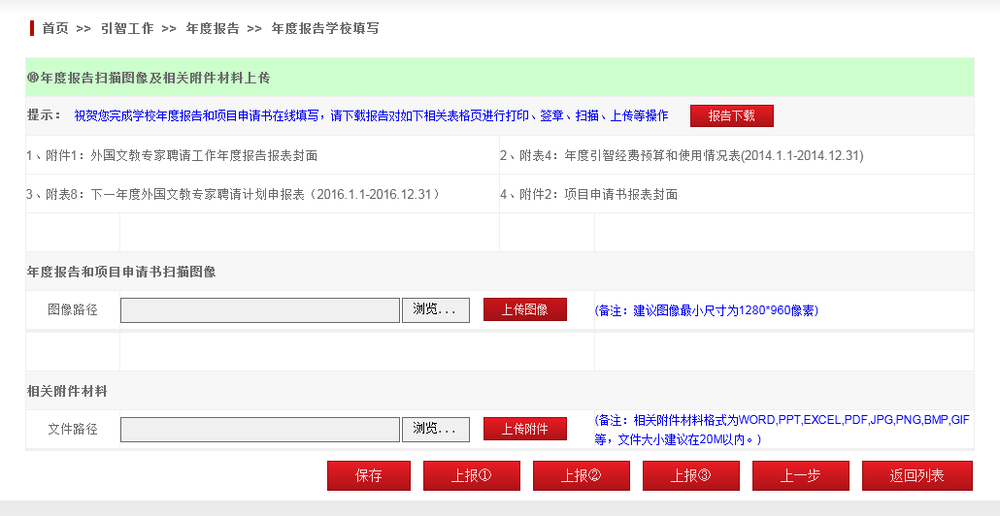 首页 >> 引智工作 >> 年度报告 >> 年度报告学校填写
⑩年度报告扫描图像及相关附件材料上传
提示： 祝贺您完成学校年度报告和项目申请书在线填写，请下载报告对如下相关表格页进行打印、签章、扫描、上传等操作 报告下载
1、附件1：外国文教专家聘请工作年度报告报表封面 2、附表4：年度引智经费预算和使用情况表(2014.1.1-2014.12.31)
3、附表8：下一年度外国文教专家聘请计划申报表（2016.1.1-2016.12.31） 4、附件2：项目申请书报表封面
年度报告和项目申请书扫描图像
图像路径 浏览... 上传图像 (备注：建议图像最小尺寸为1280*960像素)
相关附件材料
文件路径 浏览... 上传附件 (备注：相关附件材料格式为WORD,PPT,EXCEL,PDF,JPG,PNG,BMP,GIF
等，文件大小建议在20M以内。)
保存 上报① 上报② 上报③ 上一步 返回列表